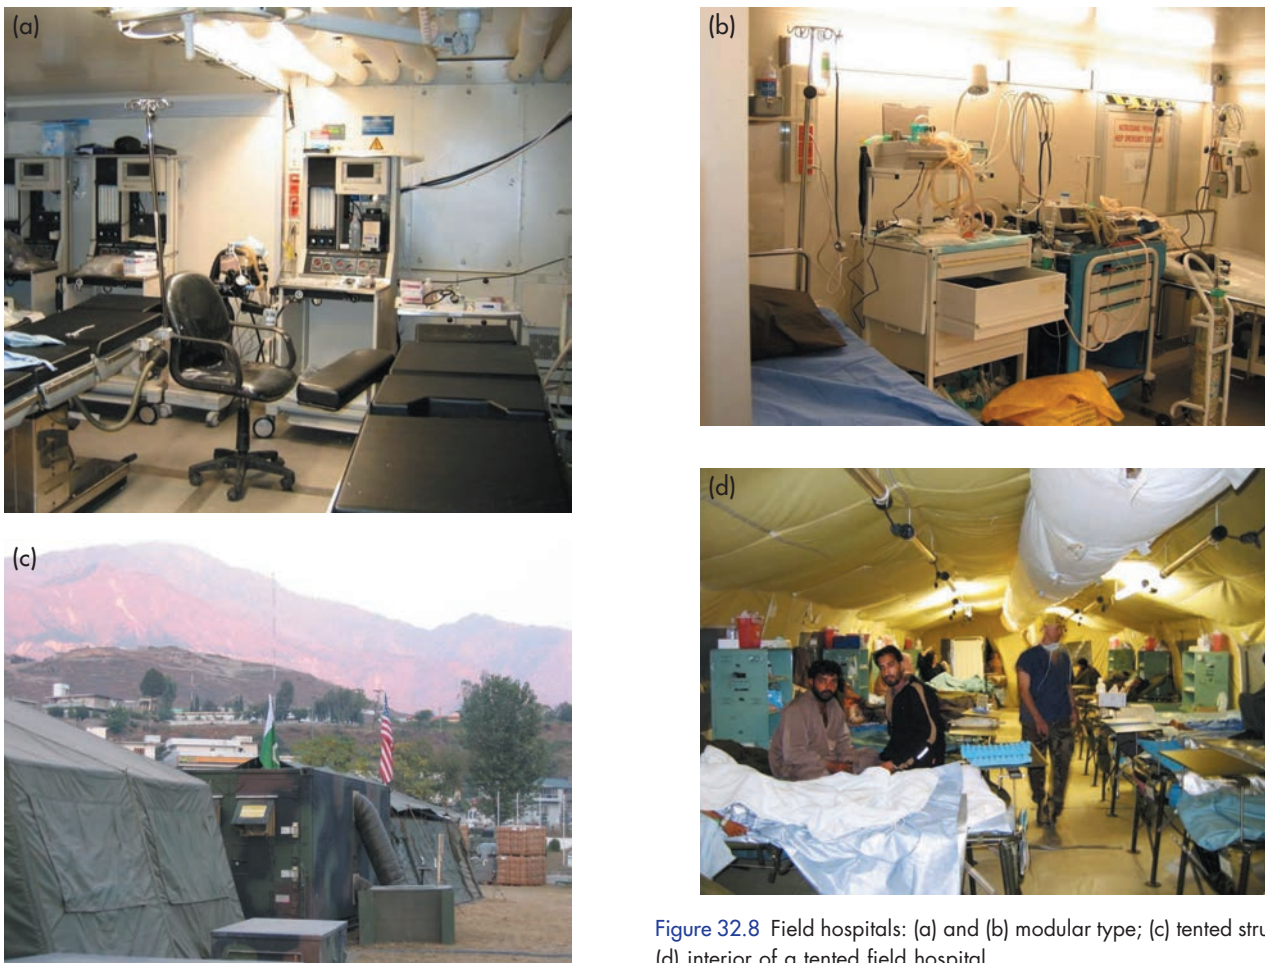 (a)
(b)
(c)
(d)
Figure 32.8 Field hospitals: (a) and (b) modular type; (c) tented stru
(d) interior of a tented field hospital